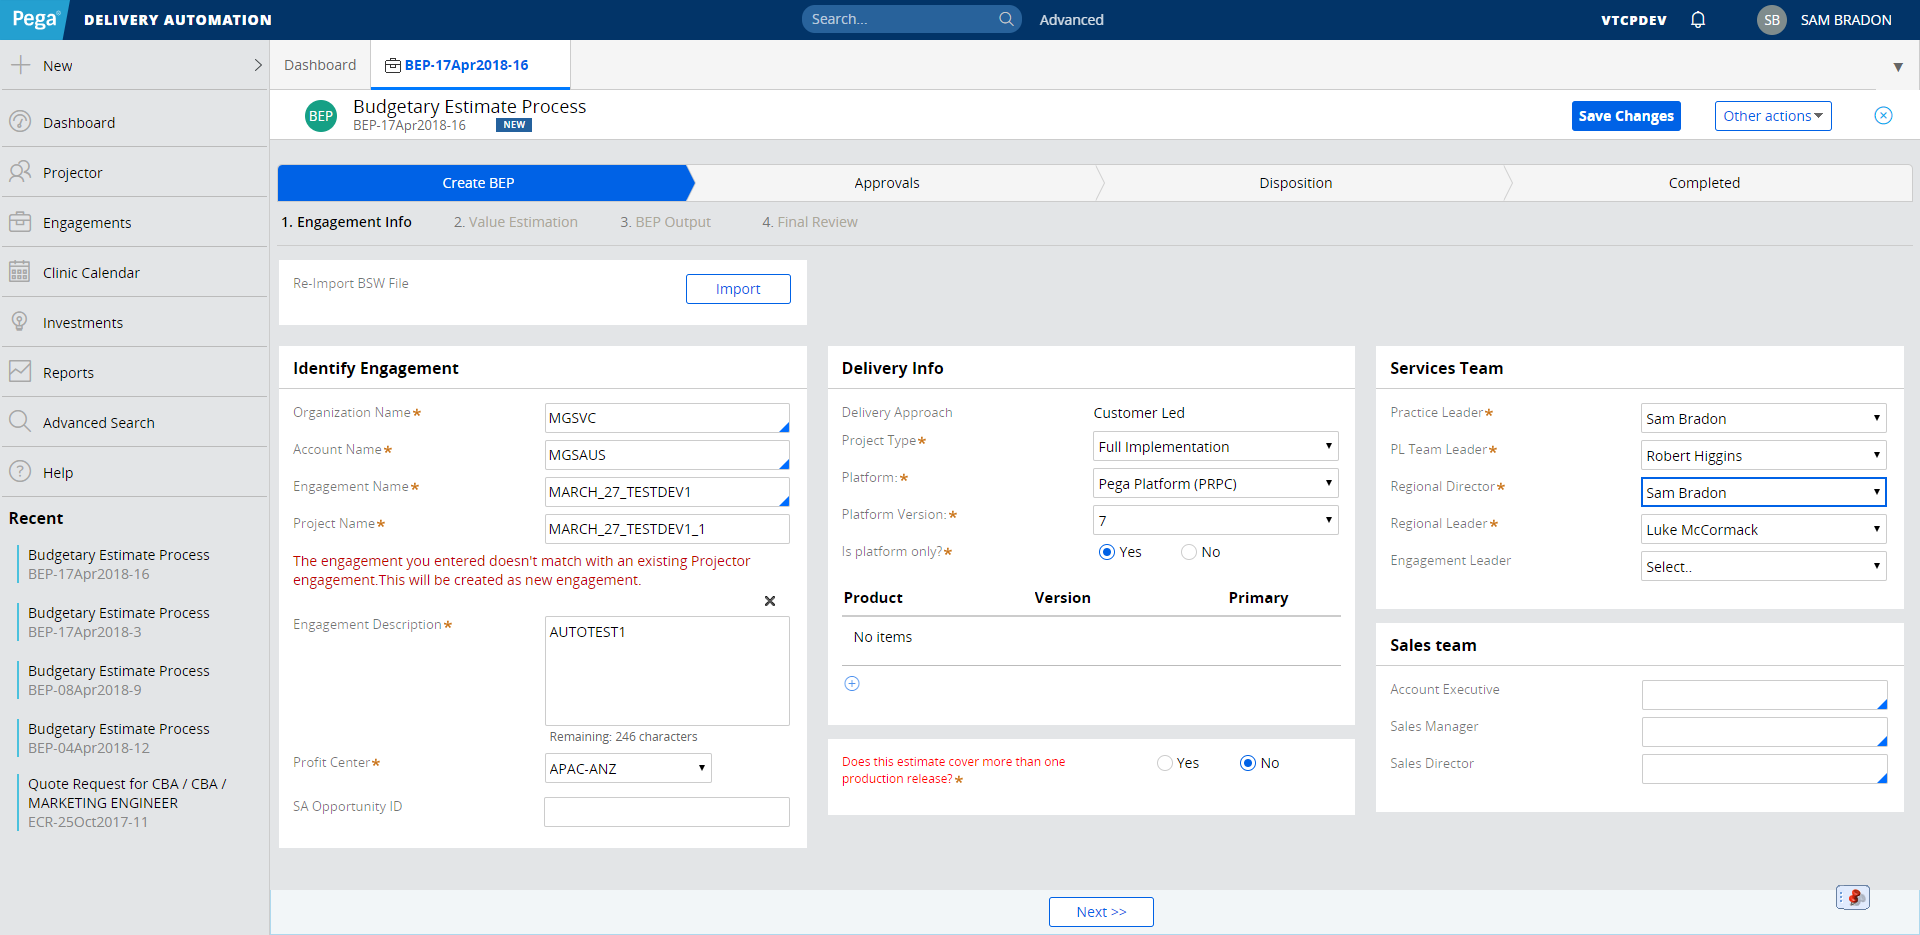 Pega® DELIVERY AUTOMATION
Search... Advanced
VTCPDEV SB SAM BRADON
New
Dashboard
Projector
Engagements
Clinic Calendar
Investments
Reports
Advanced Search
Help
Recent
Budgetary Estimate Process
BEP-17Apr2018-16
Budgetary Estimate Process
BEP-17Apr2018-3
Budgetary Estimate Process
BEP-08Apr2018-9
Budgetary Estimate Process
BEP-04Apr2018-12
Quote Request for CBA / CBA /
MARKETING ENGINEER
ECR-25Oct2017-11
Dashboard BEP-17Apr2018-16
BEP Budgetary Estimate Process
BEP-17Apr2018-16 NEW
Save Changes Other actions
Create BEP Approvals Disposition Completed
1. Engagement Info 2. Value Estimation 3. BEP Output 4. Final Review
Re-Import BSW File Import
Identify Engagement
Organization Name* MGSVC
Account Name* MGSAUS
Engagement Name* MARCH_27_TESTDEV1
Project Name* MARCH_27_TESTDEV1_1
The engagement you entered doesn't match with an existing Projector
engagement.This will be created as new engagement.
Engagement Description* AUTOTEST1
Remaining: 246 characters
Profit Center* APAC-ANZ
SA Opportunity ID
Delivery Info
Delivery Approach Customer Led
Project Type* Full Implementation
Platform:* Pega Platform (PRPC)
Platform Version:* 7
Is platform only?* Yes No
Product Version Primary
No items
Does this estimate cover more than one
production release?* Yes No
Services Team
Practice Leader* Sam Bradon
PL Team Leader* Robert Higgins
Regional Director* Sam Bradon
Regional Leader* Luke McCormack
Engagement Leader Select..
Sales team
Account Executive
Sales Manager
Sales Director
Next >>